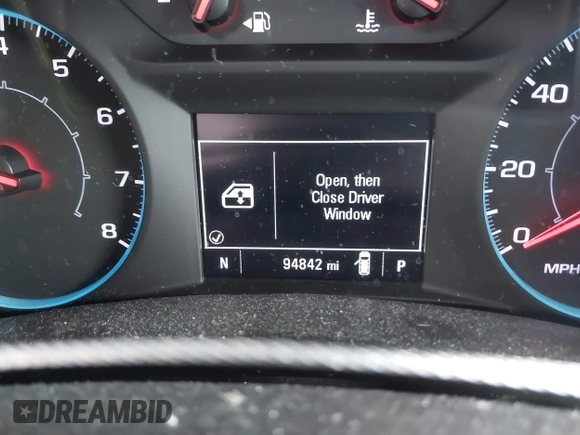 4
5
6
7
8
Open, then
Close Driver
Window
N 94842 mi P
40
20
0
MPH
DREAMBID